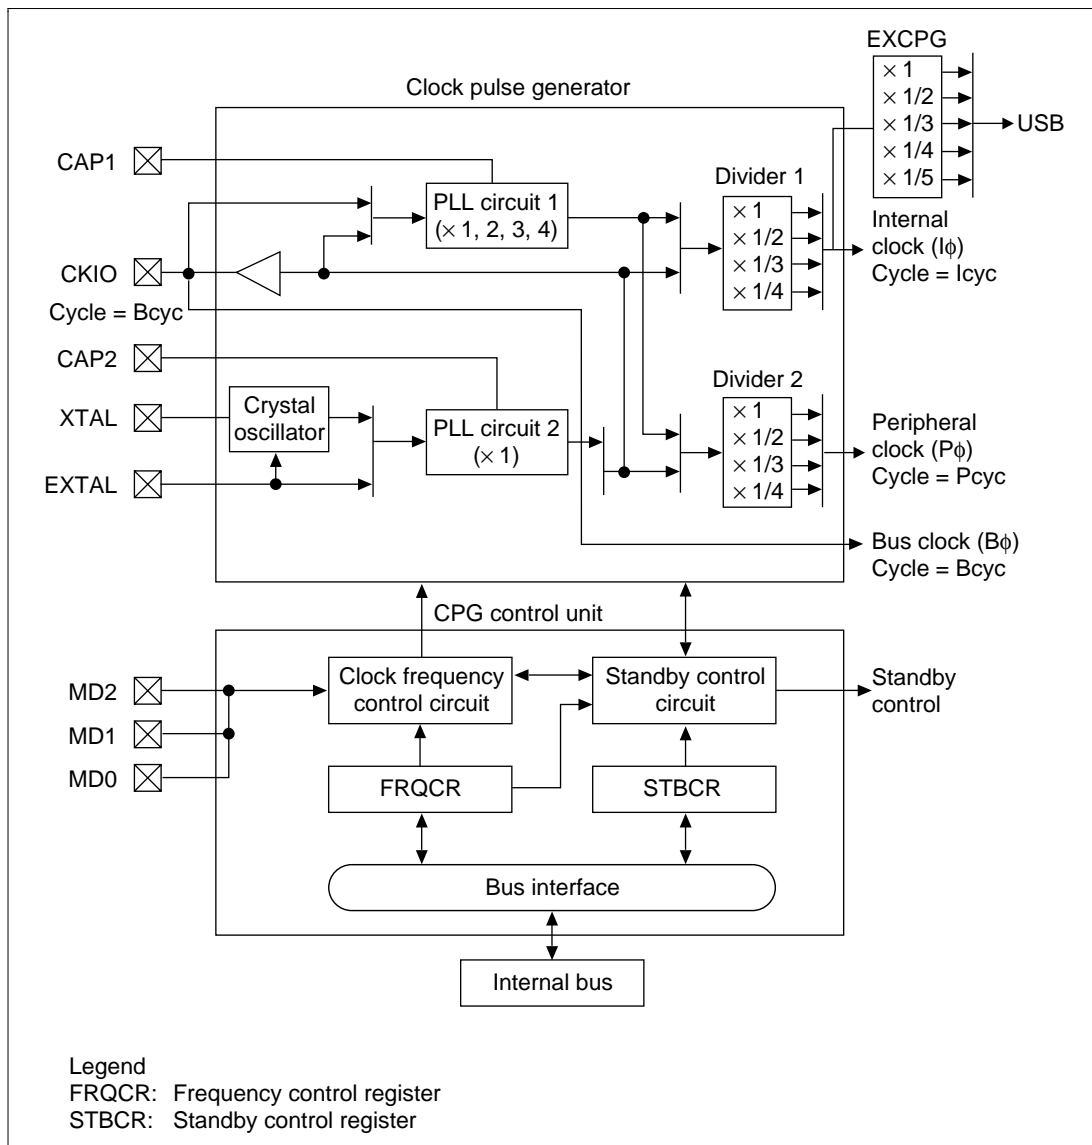 EXCPG
× 1
× 1/2
× 1/3
× 1/4
× 1/5
USB
Clock pulse generator
CAP1
PLL circuit 1
(× 1, 2, 3, 4)
Divider 1
× 1
× 1/2
× 1/3
× 1/4
Internal
clock (Iϕ)
Cycle = Icyc
CKIO
Cycle = Bcyc
CAP2
XTAL
Crystal
oscillator
EXTAL
PLL circuit 2
(× 1)
Divider 2
× 1
× 1/2
× 1/3
× 1/4
Peripheral
clock (Pϕ)
Cycle = Pcyc
Bus clock (Bϕ)
Cycle = Bcyc
CPG control unit
MD2
MD1
MD0
Clock frequency
control circuit
Standby control
circuit
Standby
control
FRQCR
STBCR
Bus interface
Internal bus
Legend
FRQCR: Frequency control register
STBCR: Standby control register